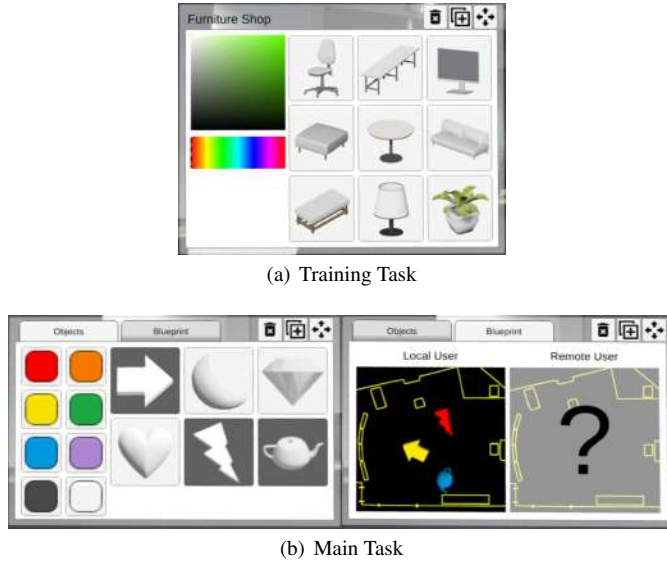 Furniture Shop
(a) Training Task
Objects
Blueprint
Objects
Blueprint
Local User
Remote User
?
(b) Main Task